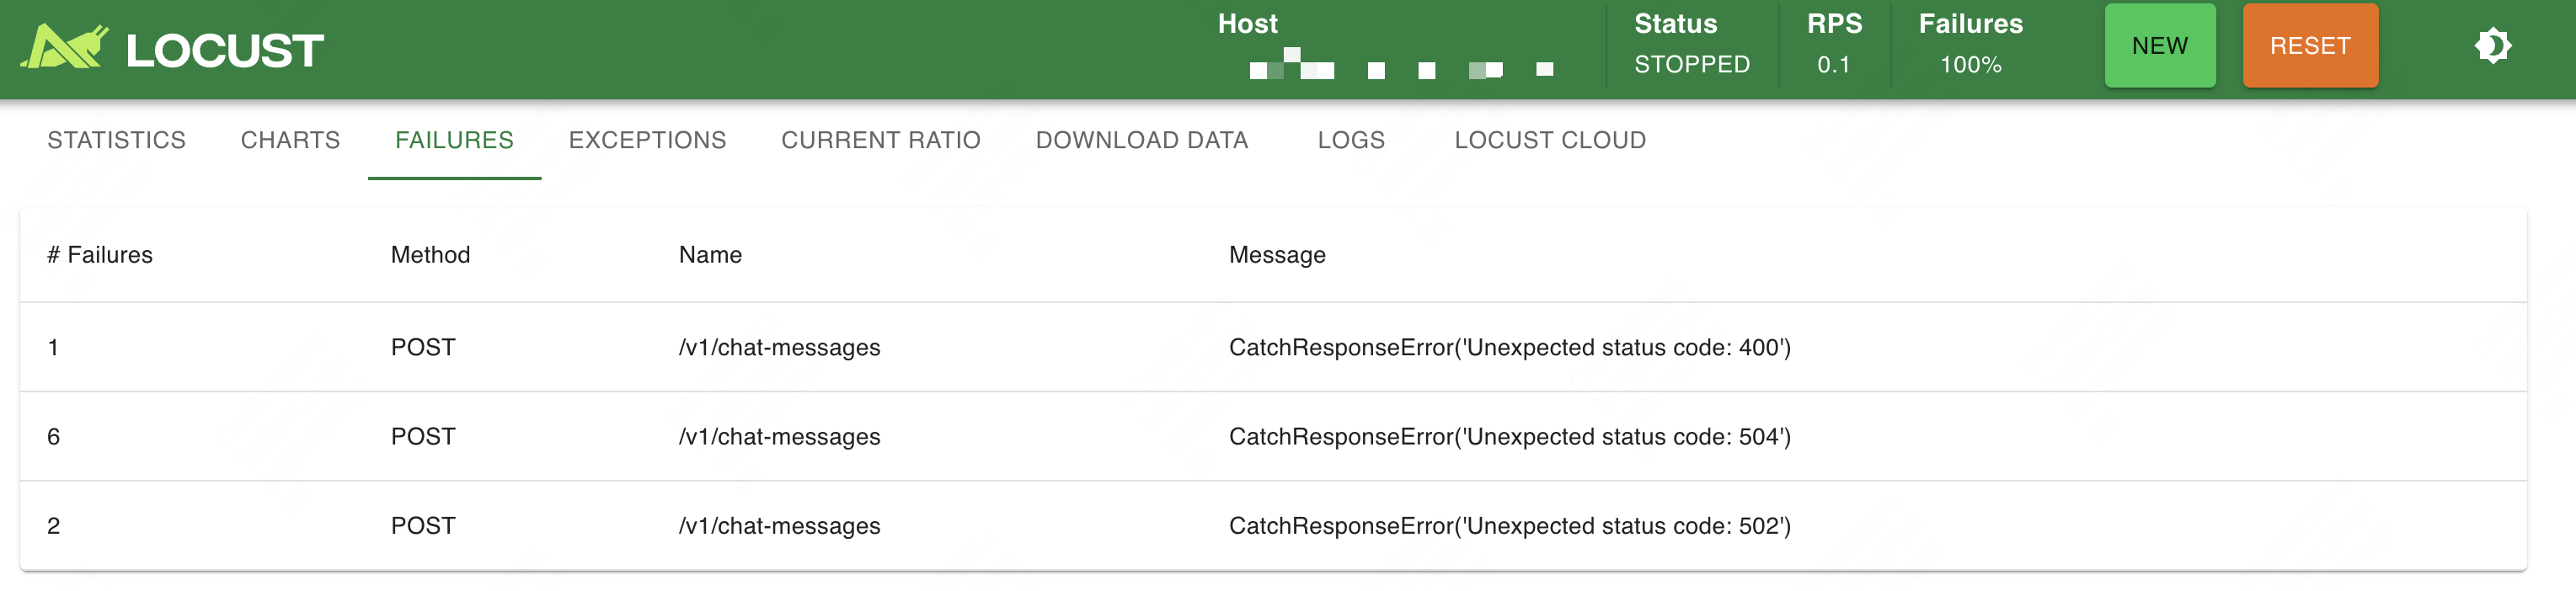 LOCUST
Host
Status
STOPPED
RPS
0.1
Failures
100%
NEW
RESET
STATISTICS CHARTS FAILURES EXCEPTIONS CURRENT RATIO DOWNLOAD DATA LOGS LOCUST CLOUD
# Failures Method Name Message
1 POST /v1/chat-messages CatchResponseError('Unexpected status code: 400')
6 POST /v1/chat-messages CatchResponseError('Unexpected status code: 504')
2 POST /v1/chat-messages CatchResponseError('Unexpected status code: 502')